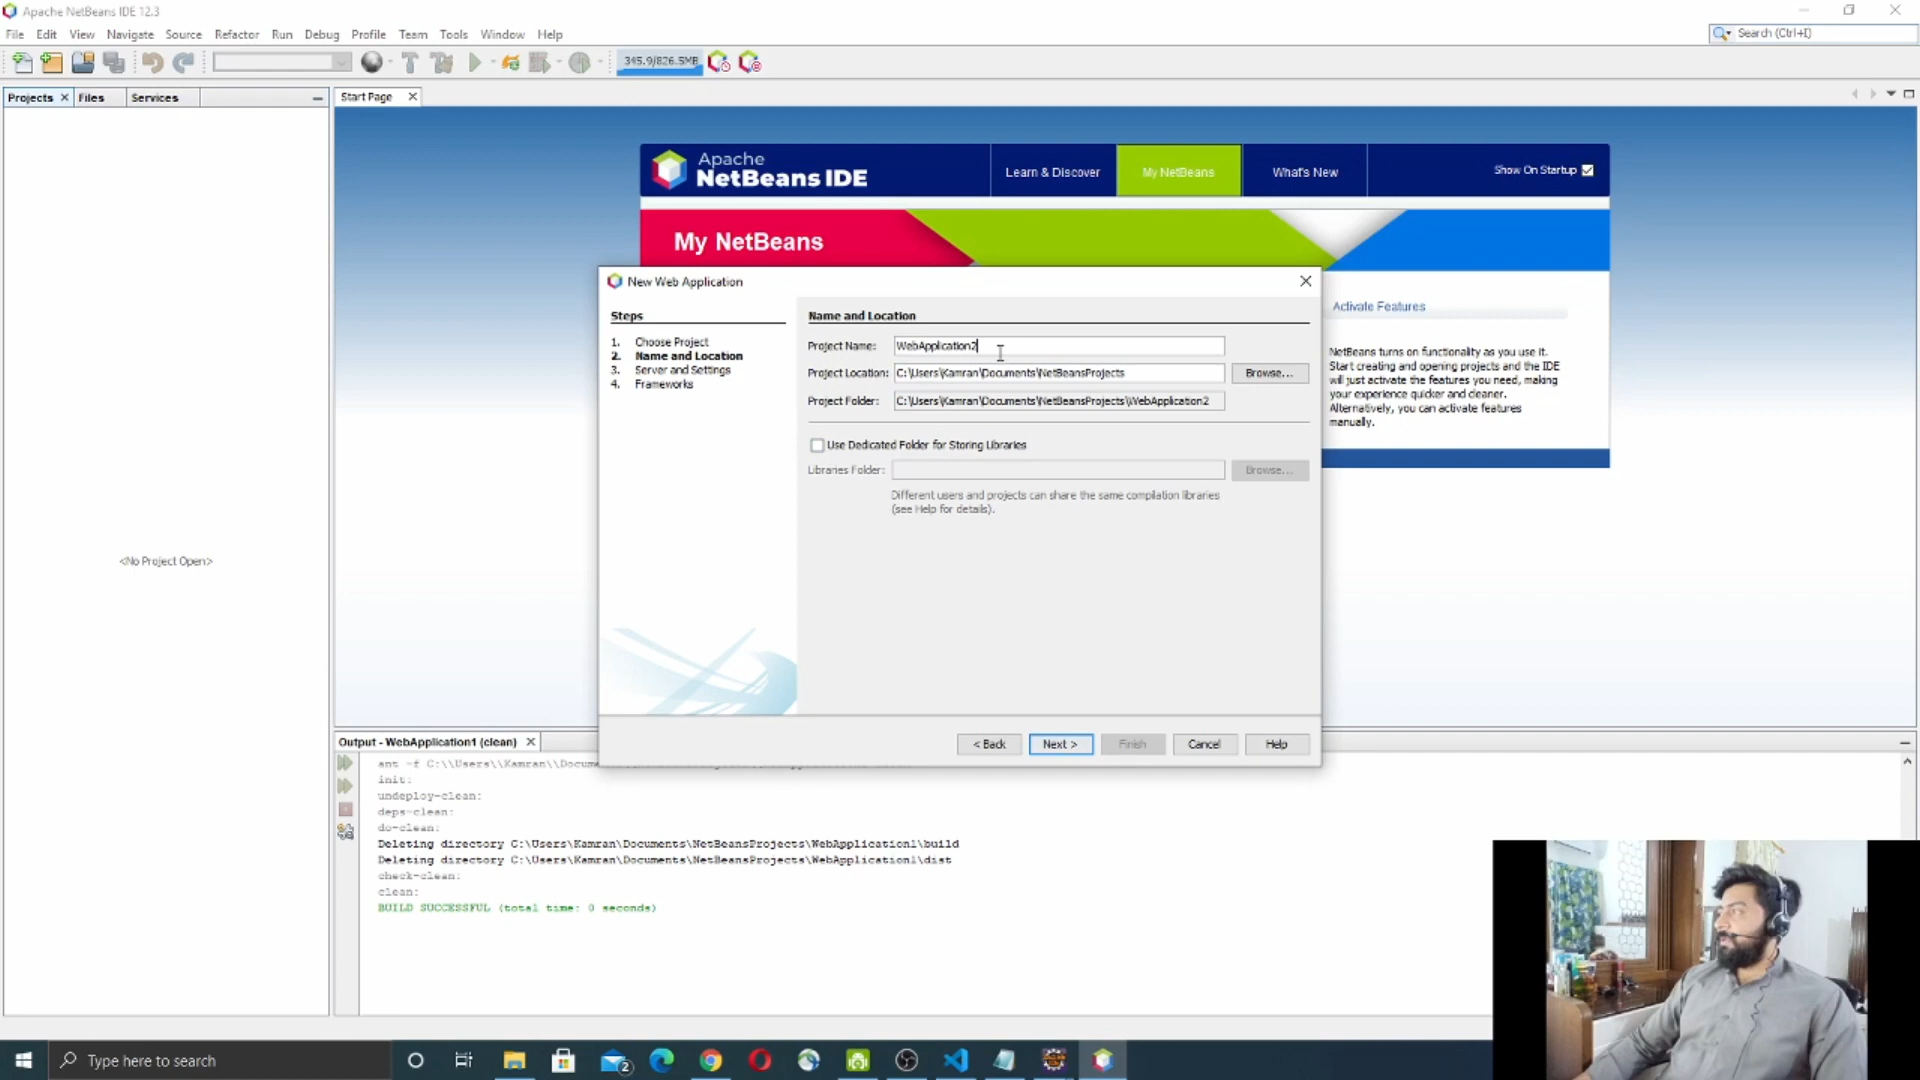 Apache NetBeans IDE 12.3
File Edit View Navigate Source Refactor Run Debug Profile Team Tools Window Help
Search (Ctrl+I)
345.9/826.5MB
Projects Files Services
Start Page
Apache
NetBeans IDE
Learn & Discover
My NetBeans
What's New
Show On Startup
My NetBeans
New Web Application
Steps
1. Choose Project
2. Name and Location
3. Server and Settings
4. Frameworks
Name and Location
Project Name: WebApplication2
Project Location: C:\Users\Kamran\Documents\NetBeansProjects Browse...
Project Folder: C:\Users\Kamran\Documents\NetBeansProjects\WebApplication2
Use Dedicated Folder for Storing Libraries
Libraries Folder: Browse...
Different users and projects can share the same compilation libraries
(see Help for details).
< Back Next > Finish Cancel Help
Activate Features
NetBeans turns on functionality as you use it.
Start creating and opening projects and the IDE
will just activate the features you need, making
your experience quicker and cleaner.
Alternatively, you can activate features
manually.
<No Project Open>
Output - WebApplication1 (clean)
ant -f C:\\Users\\Kamran\\Docume
init:
undeploy-clean:
deps-clean:
do-clean:
Deleting directory C:\Users\Kamran\Documents\NetBeansProjects\WebApplication1\build
Deleting directory C:\Users\Kamran\Documents\NetBeansProjects\WebApplication1\dist
check-clean:
clean:
BUILD SUCCESSFUL (total time: 0 seconds)
Type here to search
2